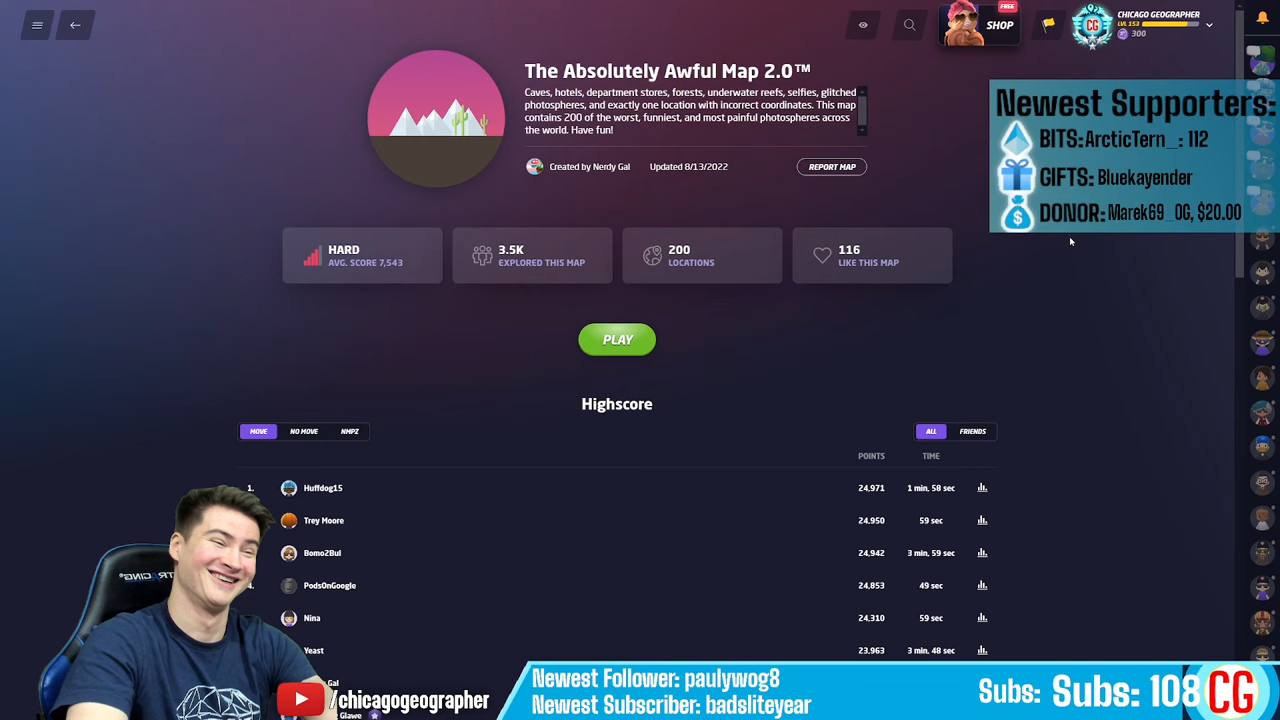 FREE
SHOP
CG
CHICAGO GEOGRAPHER
LVL 153
300
The Absolutely Awful Map 2.0™
Caves, hotels, department stores, forests, underwater reefs, selfies, glitched
photospheres, and exactly one location with incorrect coordinates. This map
contains 200 of the worst, funniest, and most painful photospheres across
the world. Have fun!
Created by Nerdy Gal
Updated 8/13/2022
REPORT MAP
Newest Supporters:
BITS:ArcticTern_: 112
GIFTS: Bluekayender
DONOR:Marek69_OG, $20.00
HARD
AVG. SCORE 7,543
3.5K
EXPLORED THIS MAP
200
LOCATIONS
116
LIKE THIS MAP
PLAY
Highscore
MOVE NO MOVE NMPZ
ALL FRIENDS
POINTS TIME
1. Huffdog15 24,971 1 min, 58 sec
Trey Moore 24,950 59 sec
Bomo2Bul 24,942 3 min, 59 sec
PodsOnGoogle 24,853 49 sec
Nina 24,310 59 sec
Yeast 23,963 3 min, 48 sec
Gal
Glawe
/chicagogeographer
Newest Follower: paulywog8
Newest Subscriber: badsliteyear
Subs: Subs: 108
CG